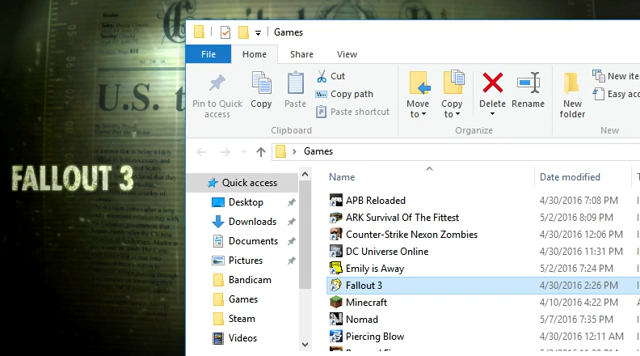 Capitol P
Games
File
Home
Share
View
Pin to Quick access
Copy
Paste
Cut
Copy path
Paste shortcut
Clipboard
Move to
Copy to
Delete
Rename
Organize
New folder
New item
Easy acce
New
U.S. t
FALLOUT 3
Games
Quick access
Desktop
Downloads
Documents
Pictures
Bandicam
Games
Steam
Videos
Name
Date modified
APB Reloaded 4/30/2016 7:08 PM
ARK Survival Of The Fittest 5/2/2016 8:09 PM
Counter-Strike Nexon Zombies 4/30/2016 12:06 PM
DC Universe Online 4/30/2016 11:31 PM
Emily is Away 5/2/2016 7:24 PM
Fallout 3 4/30/2016 2:26 PM
Minecraft 4/10/2016 4:22 PM
Nomad 5/7/2016 7:35 PM
Piercing Blow 4/30/2016 12:11 AM